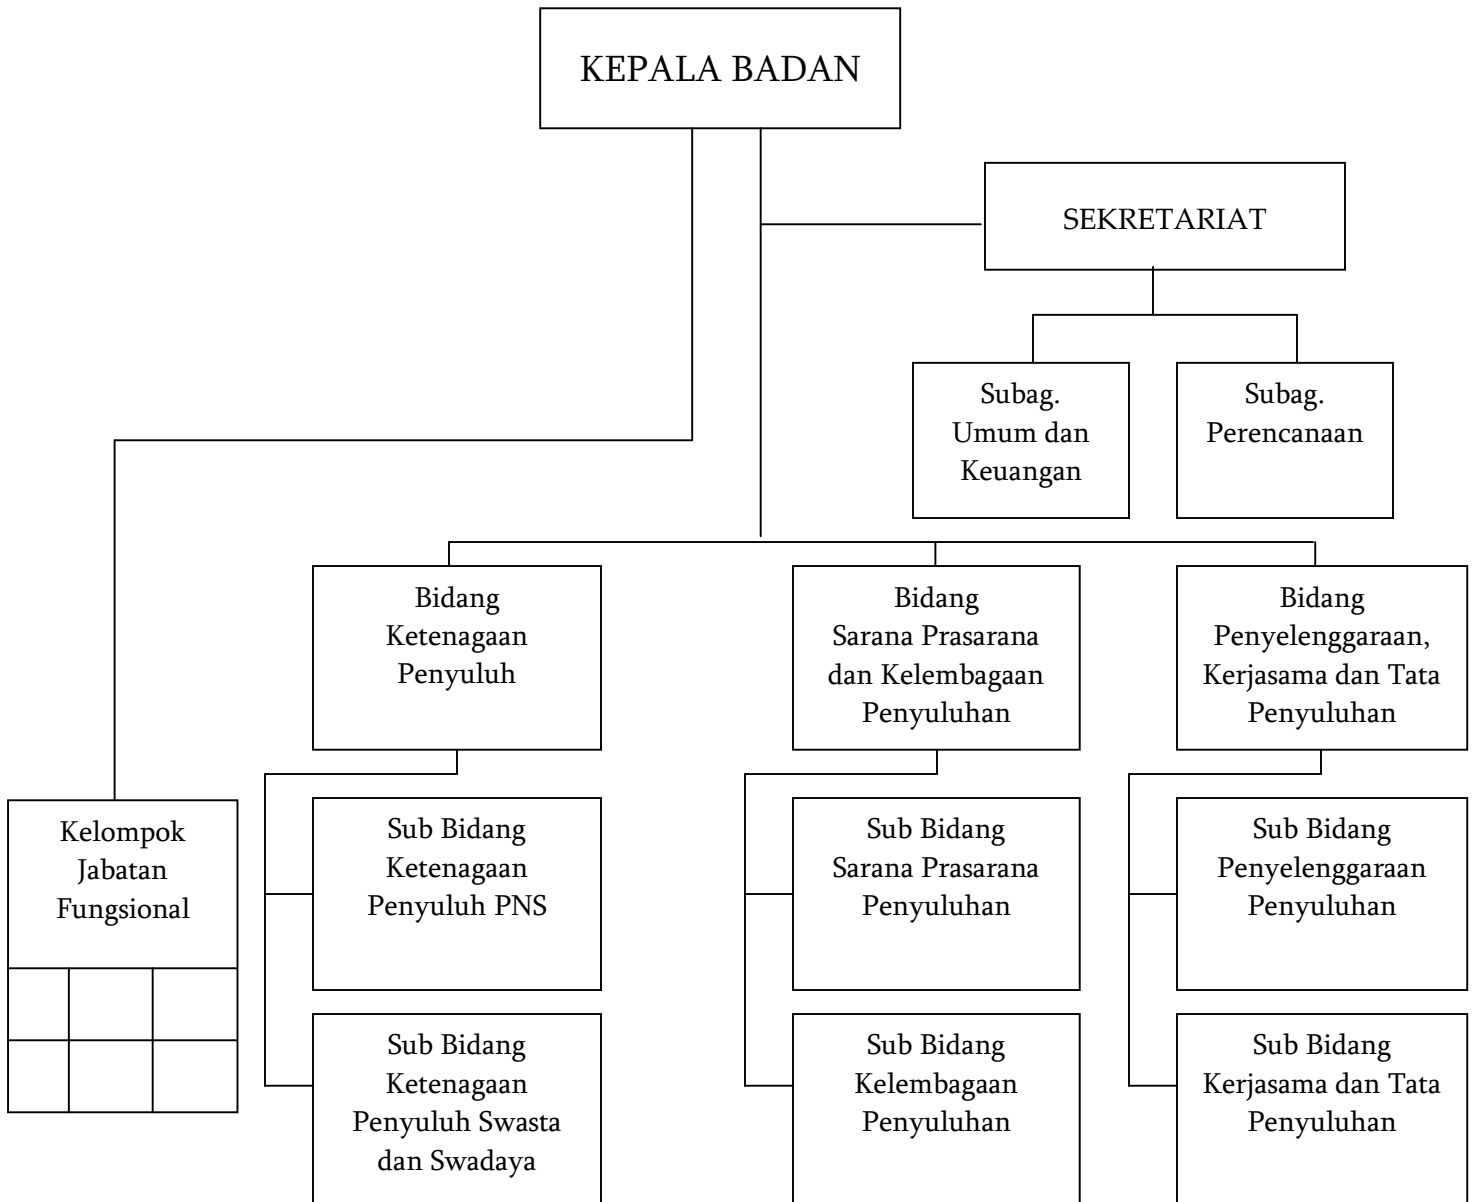 KEPALA BADAN
SEKRETARIAT
Subag.
Umum dan
Keuangan
Subag.
Perencanaan
Bidang
Ketenagaan
Penyuluh
Bidang
Sarana Prasarana
dan Kelembagaan
Penyuluhan
Bidang
Penyelenggaraan,
Kerjasama dan Tata
Penyuluhan
Kelompok
Jabatan
Fungsional
Sub Bidang
Ketenagaan
Penyuluh PNS
Sub Bidang
Sarana Prasarana
Penyuluhan
Sub Bidang
Penyelenggaraan
Penyuluhan
Sub Bidang
Ketenagaan
Penyuluh Swasta
dan Swadaya
Sub Bidang
Kelembagaan
Penyuluhan
Sub Bidang
Kerjasama dan Tata
Penyuluhan